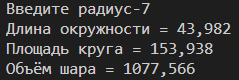 Введите радиус-7
Длина окружности = 43,982
Площадь круга = 153,938
Объём шара = 1077,566